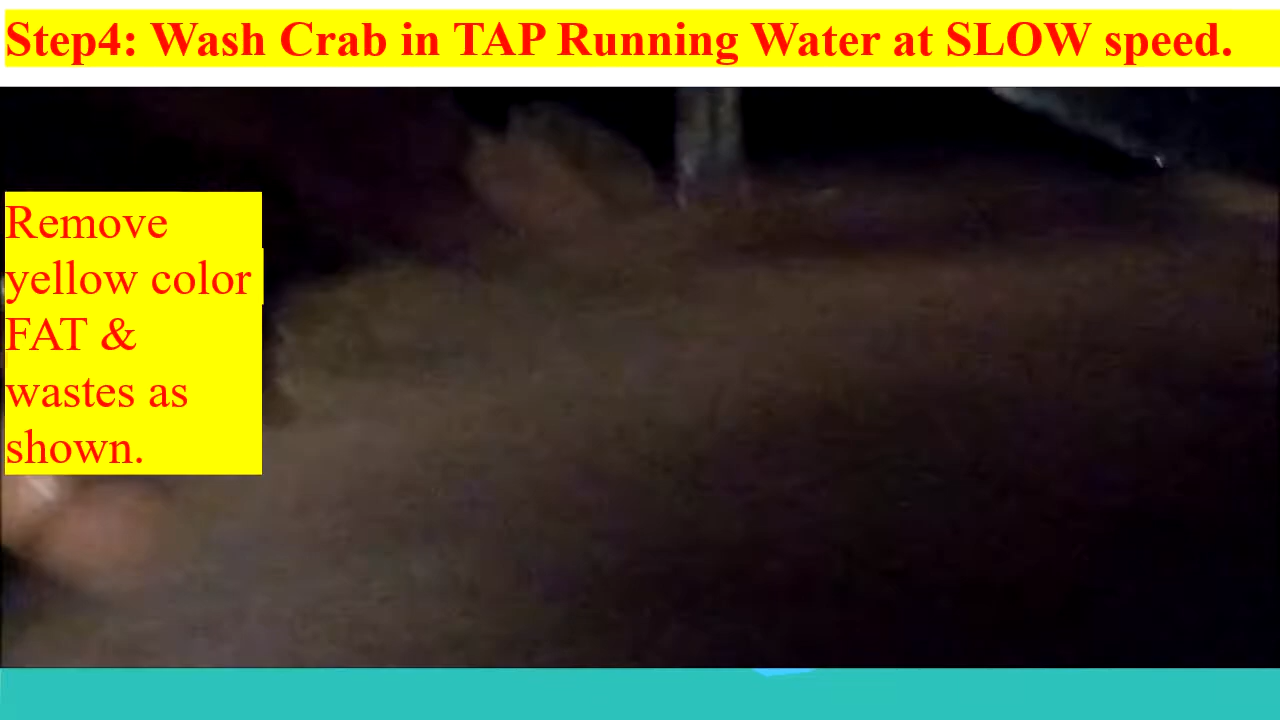 Step4: Wash Crab in TAP Running Water at SLOW speed.
Remove
yellow color
FAT &
wastes as
shown.